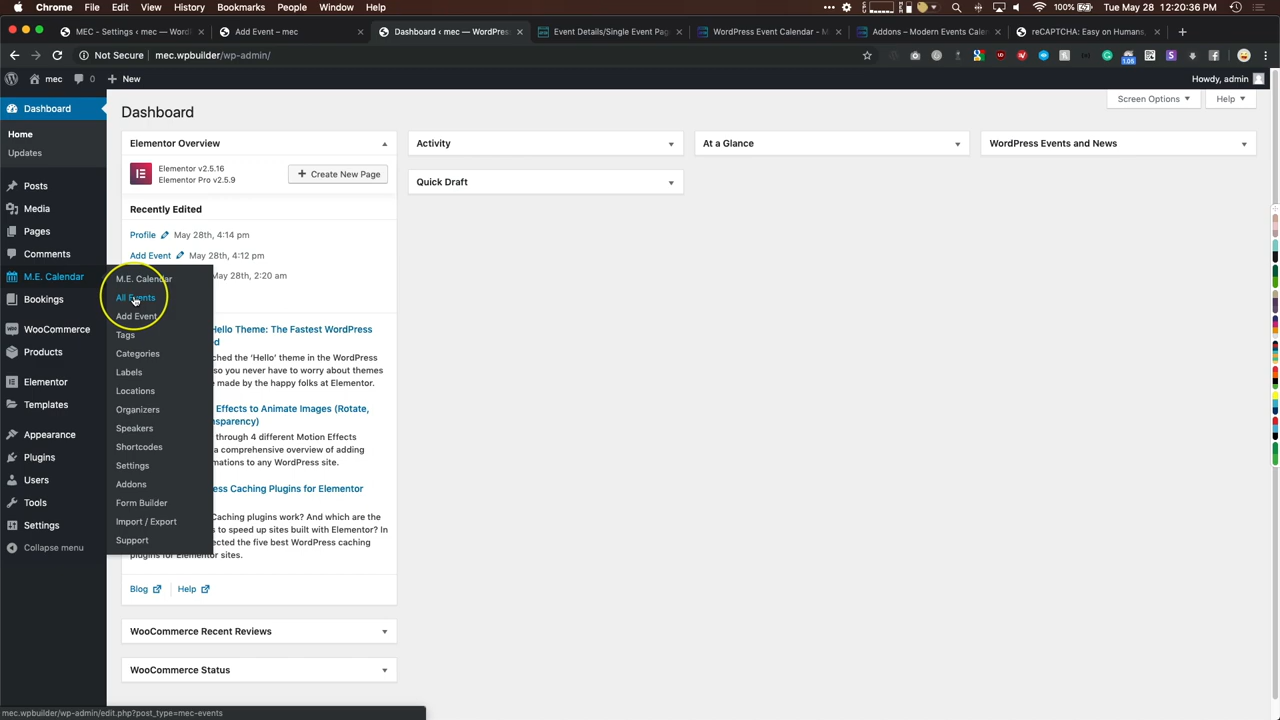 Chrome File Edit View History Bookmarks People Window Help
100% Tue May 28 12:20:36 PM
MEC - Settings ‹ mec — Word
Add Event – mec
Dashboard ‹ mec — WordPress
Event Details/Single Event Pag
WordPress Event Calendar - M
Addons – Modern Events Cale
reCAPTCHA: Easy on Humans,
Not Secure mec.wpbuilder/wp-admin/
1.05
mec 0 + New
Howdy, admin
Screen Options Help
Dashboard
Home
Updates
Posts
Media
Pages
Comments
M.E. Calendar
Bookings
WooCommerce
Products
Elementor
Templates
Appearance
Plugins
Users
Tools
Settings
Collapse menu
M.E. Calendar
All Events
Add Event
Tags
Categories
Labels
Locations
Organizers
Speakers
Shortcodes
Settings
Addons
Form Builder
Import / Export
Support
Dashboard
Elementor Overview
Elementor v2.5.16
Elementor Pro v2.5.9
+ Create New Page
Recently Edited
Profile May 28th, 4:14 pm
Add Event May 28th, 4:12 pm
May 28th, 2:20 am
Hello Theme: The Fastest WordPress
d
ched the 'Hello' theme in the WordPress
so you never have to worry about themes
made by the happy folks at Elementor.
Effects to Animate Images (Rotate,
nsparency)
through 4 different Motion Effects
a comprehensive overview of adding
mations to any WordPress site.
ess Caching Plugins for Elementor
Caching plugins work? And which are the
s to speed up sites built with Elementor? In
ected the five best WordPress caching
plugins for Elementor sites.
Blog Help
WooCommerce Recent Reviews
WooCommerce Status
Activity
Quick Draft
At a Glance
WordPress Events and News
mec.wpbuilder/wp-admin/edit.php?post_type=mec-events